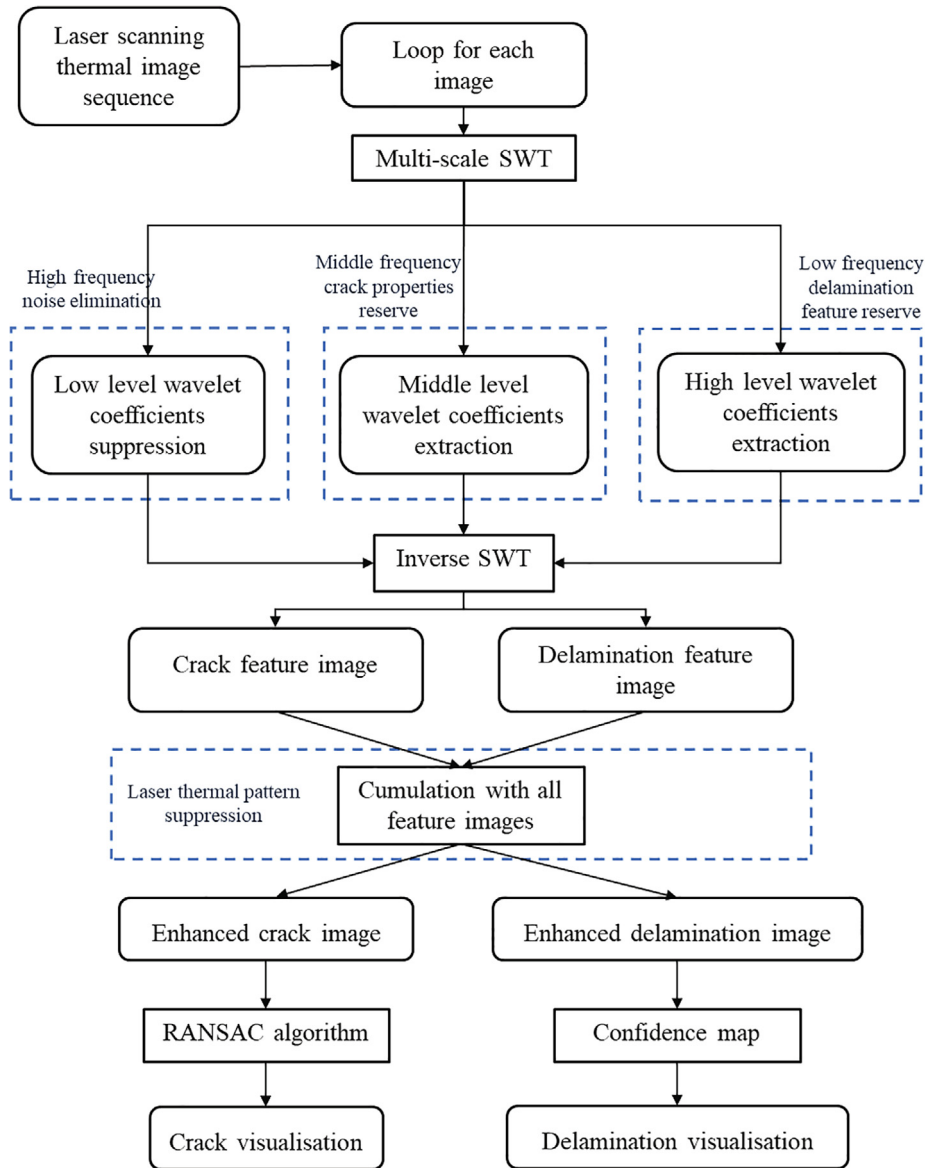 Laser scanning
thermal image
sequence
Loop for each
image
Multi-scale SWT
High frequency
noise elimination
Middle frequency
crack properties
reserve
Low frequency
delamination
feature reserve
Low level wavelet
coefficients
suppression
Middle level
wavelet coefficients
extraction
High level wavelet
coefficients
extraction
Inverse SWT
Crack feature image
Delamination feature
image
Laser thermal pattern
suppression
Cumulation with all
feature images
Enhanced crack image
Enhanced delamination image
RANSAC algorithm
Confidence map
Crack visualisation
Delamination visualisation